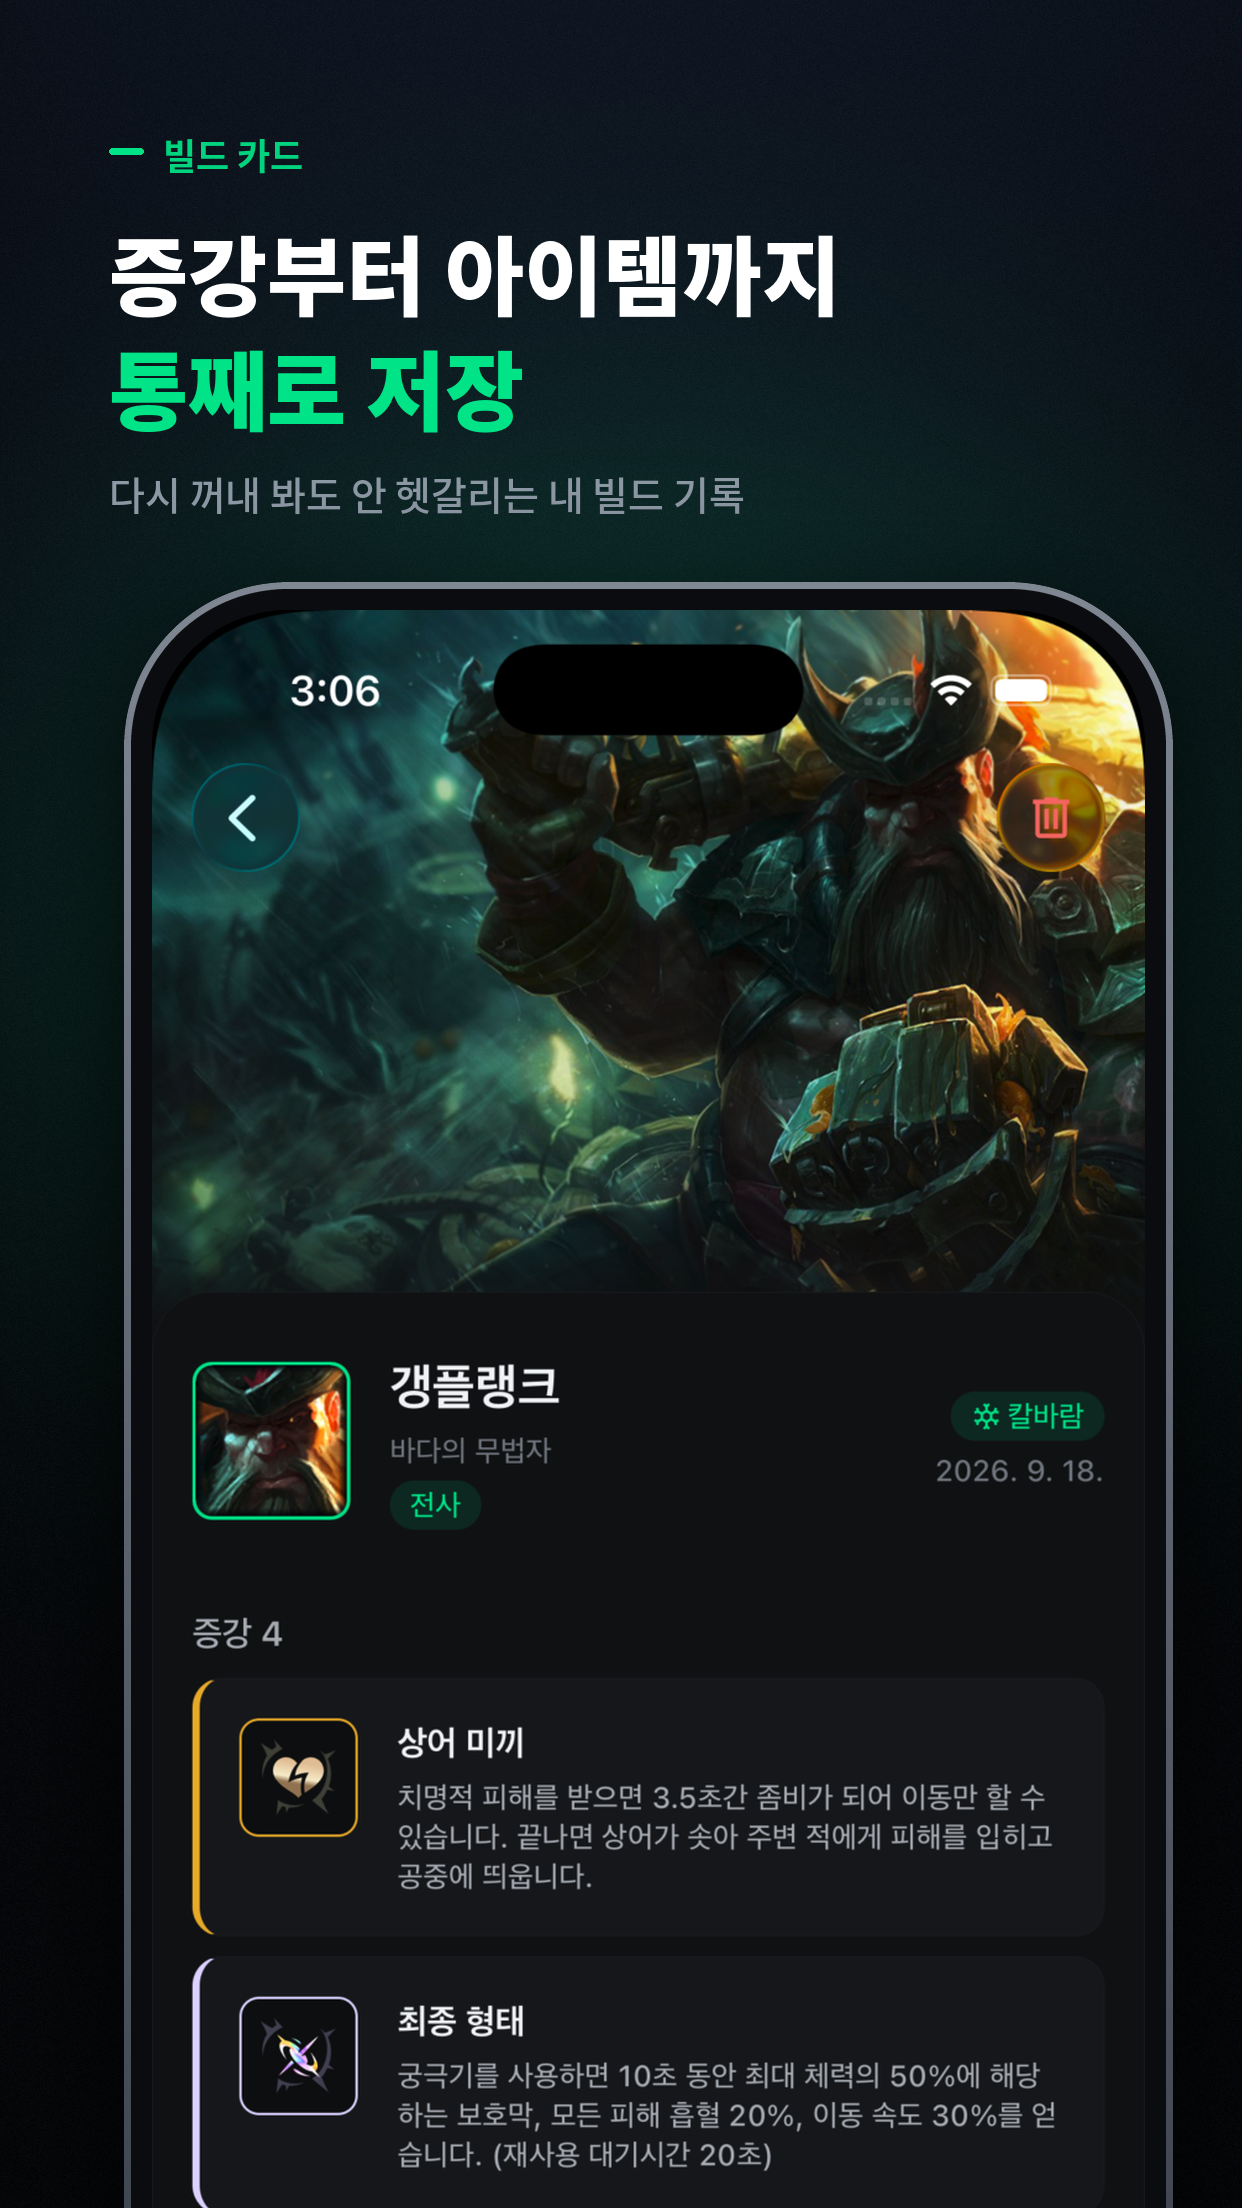 빌드 카드
증강부터 아이템까지
통째로 저장
다시 꺼내 봐도 안 헷갈리는 내 빌드 기록
3:06
갱플랭크
바다의 무법자
전사
칼바람
2026. 9. 18.
증강 4
상어 미끼
치명적 피해를 받으면 3.5초간 좀비가 되어 이동만 할 수
있습니다. 끝나면 상어가 솟아 주변 적에게 피해를 입히고
공중에 띄웁니다.
최종 형태
궁극기를 사용하면 10초 동안 최대 체력의 50%에 해당
하는 보호막, 모든 피해 흡혈 20%, 이동 속도 30%를 얻
습니다. (재사용 대기시간 20초)